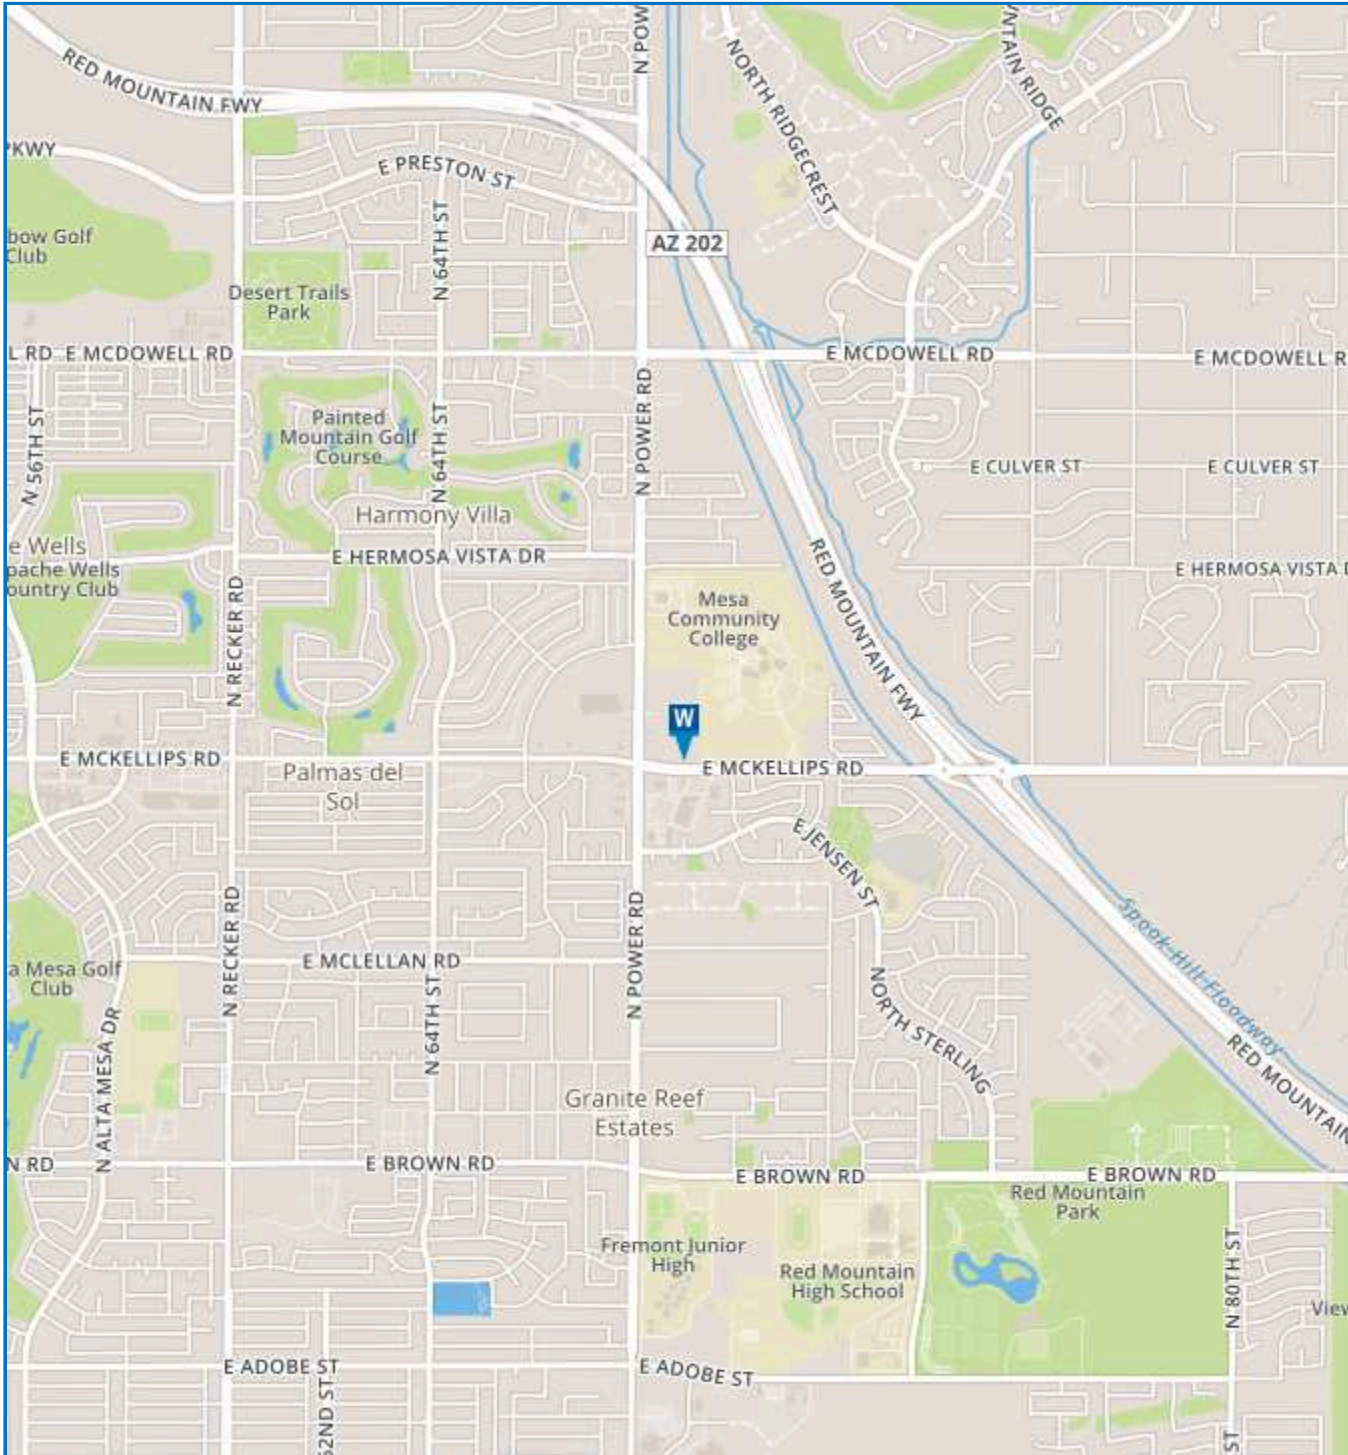 N POW
NTAIN RIDGE
RED MOUNTAIN FWY
NORTH RIDGECREST
PKWY
E PRESTON ST
N 64TH ST
bow Golf
Club
AZ 202
Desert Trails
Park
L RD
E MCDOWELL RD
E MCDOWELL RD
E MCDOWELL R
N 56TH ST
Painted
Mountain Golf
Course
N 64TH ST
N POWER RD
E CULVER ST
E CULVER ST
Harmony Villa
e Wells
pache Wells
ountry Club
E HERMOSA VISTA DR
E HERMOSA VISTA D
N RECKER RD
Mesa
Community
College
RED MOUNTAIN FWY
W
E MCKELLIPS RD
E MCKELLIPS RD
Palmas del
Sol
E JENSEN ST
N RECKER RD
N POWER RD
Spook Hill Floodway
E MCLELLAN RD
a Mesa Golf
Club
N 64TH ST
NORTH STERLING
N ALTA MESA DR
RED MOUNTAIN
Granite Reef
Estates
N RD
E BROWN RD
E BROWN RD
E BROWN RD
Red Mountain
Park
Fremont Junior
High
Red Mountain
High School
N 80TH ST
View
E ADOBE ST
E ADOBE ST
62ND ST
ST